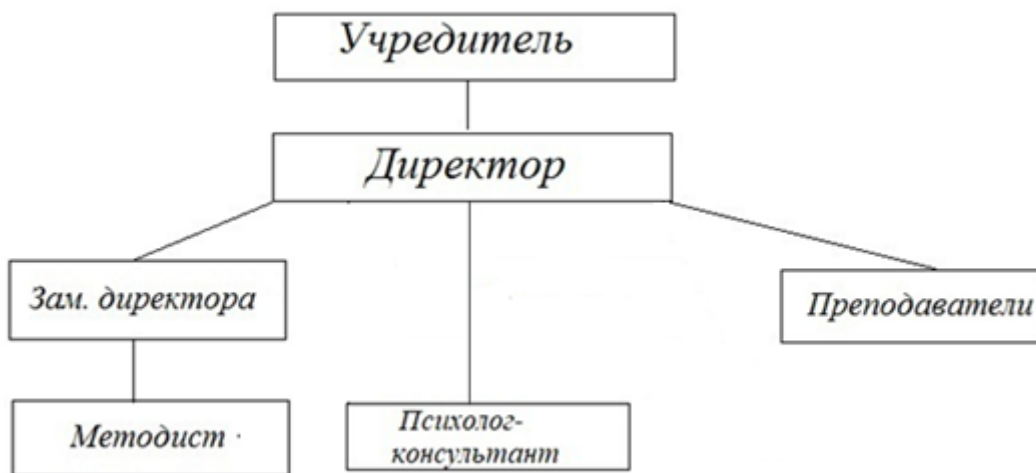 Учредитель
Директор
Зам. директора
Преподаватели
Методист
Психолог-
консультант